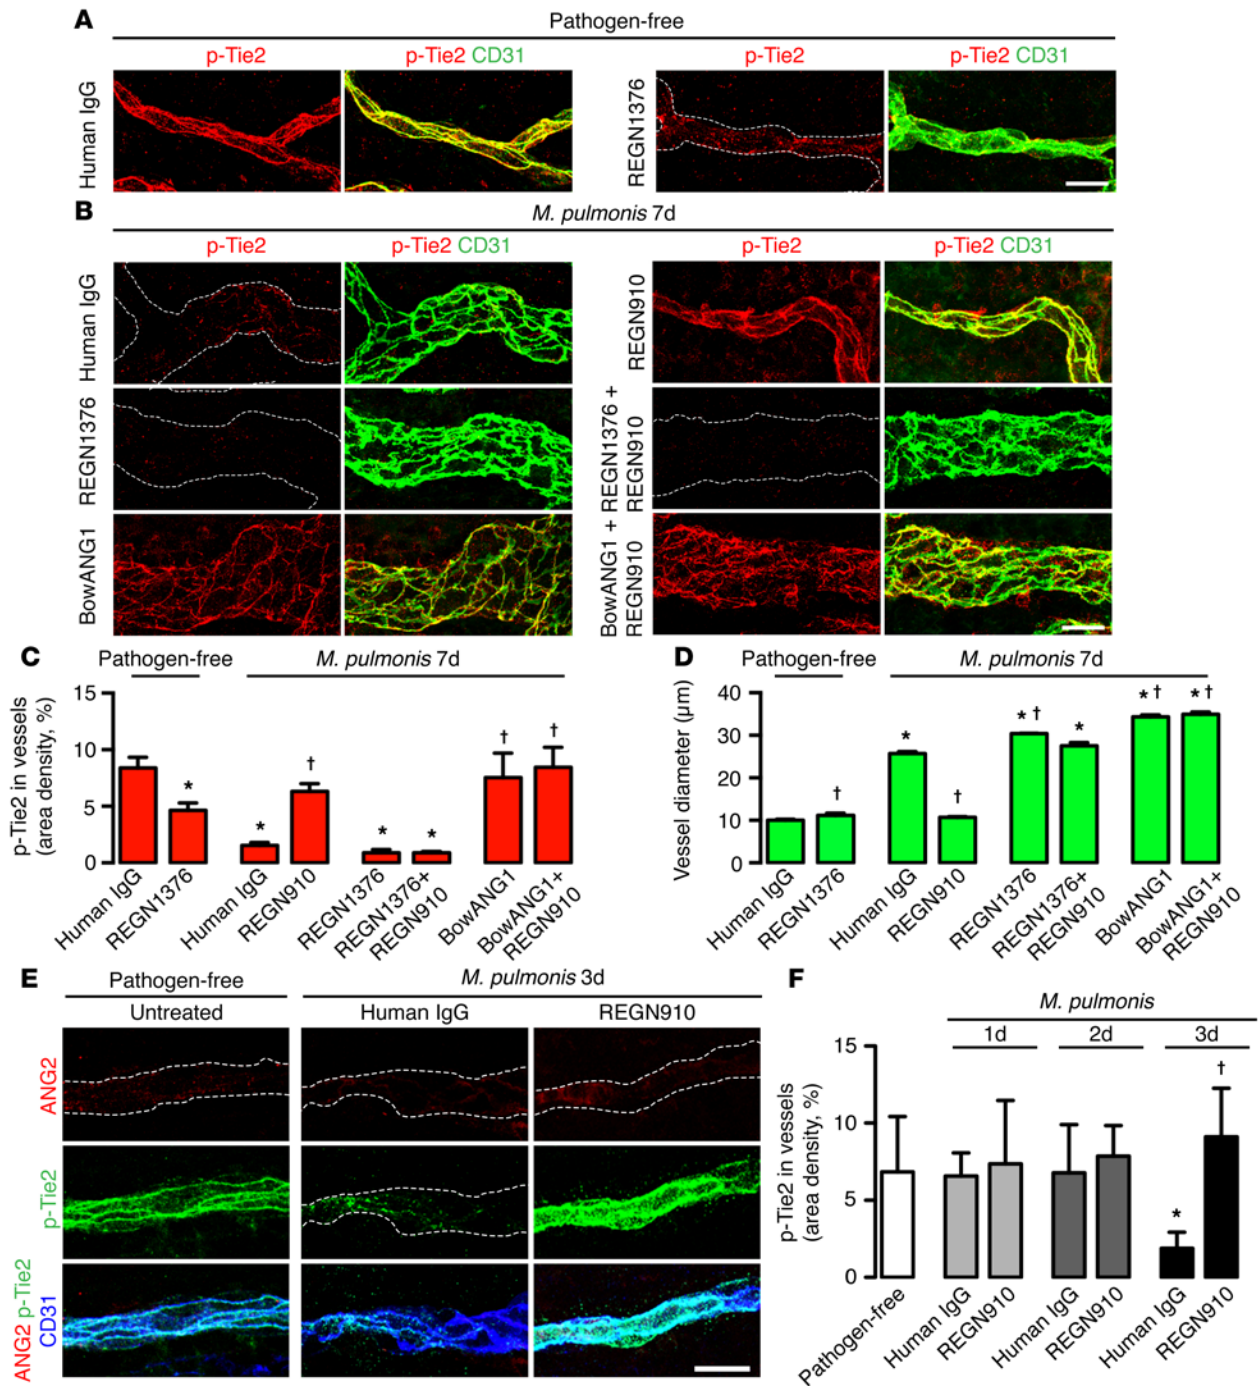 A
Pathogen-free
p-Tie2
p-Tie2 CD31
p-Tie2
p-Tie2 CD31
Human IgG
REGN1376
B
M. pulmonis 7d
p-Tie2
p-Tie2 CD31
p-Tie2
p-Tie2 CD31
Human IgG
REGN910
REGN1376
REGN1376 +
REGN910
BowANG1
BowANG1 +
REGN910
C
Pathogen-free
M. pulmonis 7d
p-Tie2 in vessels
(area density, %)
15
10
5
0
*
*
†
*
*
†
†
Human IgG
REGN1376
Human IgG
REGN910
REGN1376
REGN1376+
REGN910
BowANG1
BowANG1+
REGN910
D
Pathogen-free
M. pulmonis 7d
Vessel diameter (µm)
40
30
20
10
0
†
*
†
* †
*
* †
* †
Human IgG
REGN1376
Human IgG
REGN910
REGN1376
REGN1376+
REGN910
BowANG1
BowANG1+
REGN910
E
Pathogen-free
M. pulmonis 3d
Untreated
Human IgG
REGN910
ANG2
p-Tie2
ANG2 p-Tie2
CD31
F
M. pulmonis
1d
2d
3d
p-Tie2 in vessels
(area density, %)
15
10
5
0
*
†
Pathogen-free
Human IgG
REGN910
Human IgG
REGN910
Human IgG
REGN910